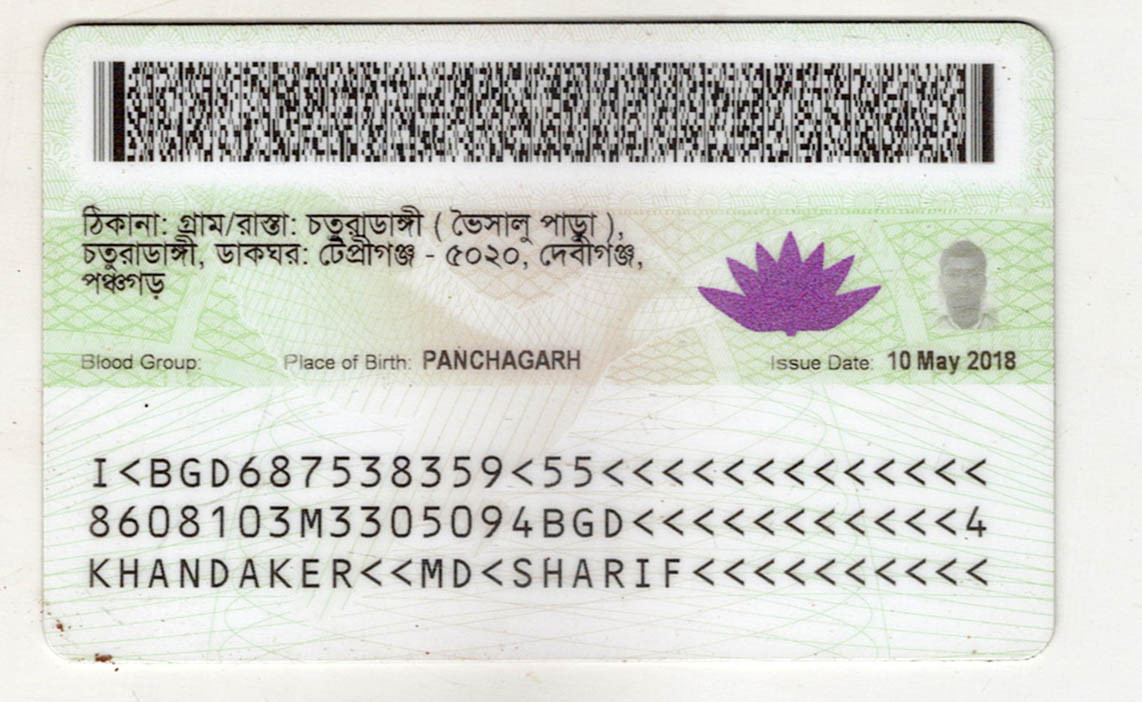 ঠিকানা: গ্রাম/রাস্তা: চতুরাডাঙ্গী ( ভৈসালু পাড়া ),
চতুরাডাঙ্গী, ডাকঘর: টেপ্রীগঞ্জ - ৫০২০, দেবীগঞ্জ,
পঞ্চগড়
Blood Group: Place of Birth: PANCHAGARH Issue Date: 10 May 2018
I<BGD687538359<55<<<<<<<<<<<<<
8608103M3305094BGD<<<<<<<<<<<4
KHANDAKER<<MD<SHARIF<<<<<<<<<<